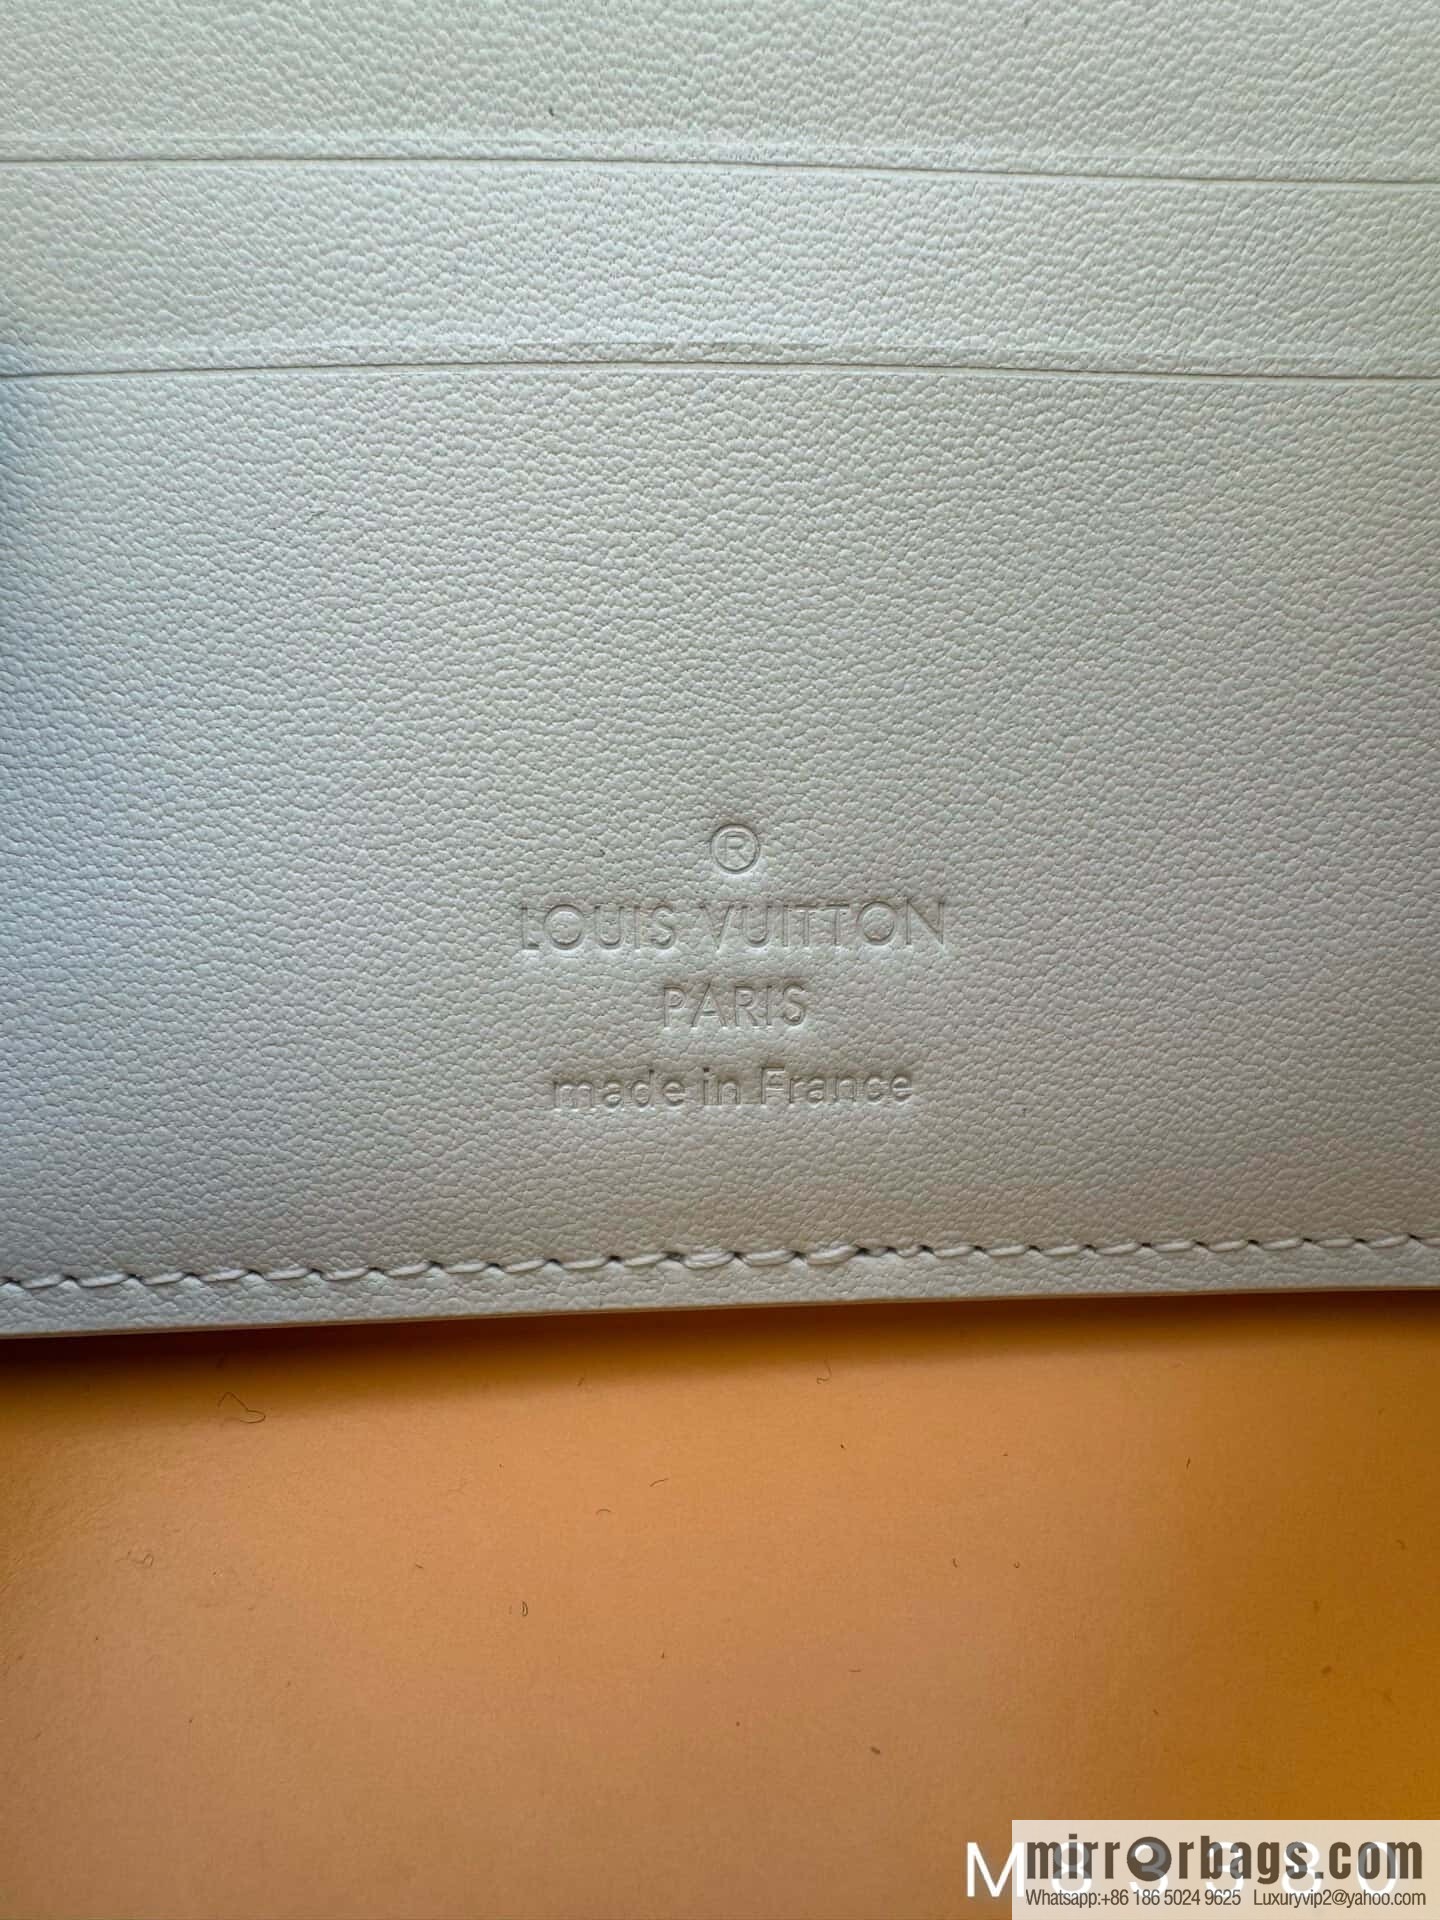 ®
LOUIS VUITTON
PARIS
made in France
mirrorbags.com
Whatsapp:+86 186 5024 9625 Luxuryvip2@yahoo.com